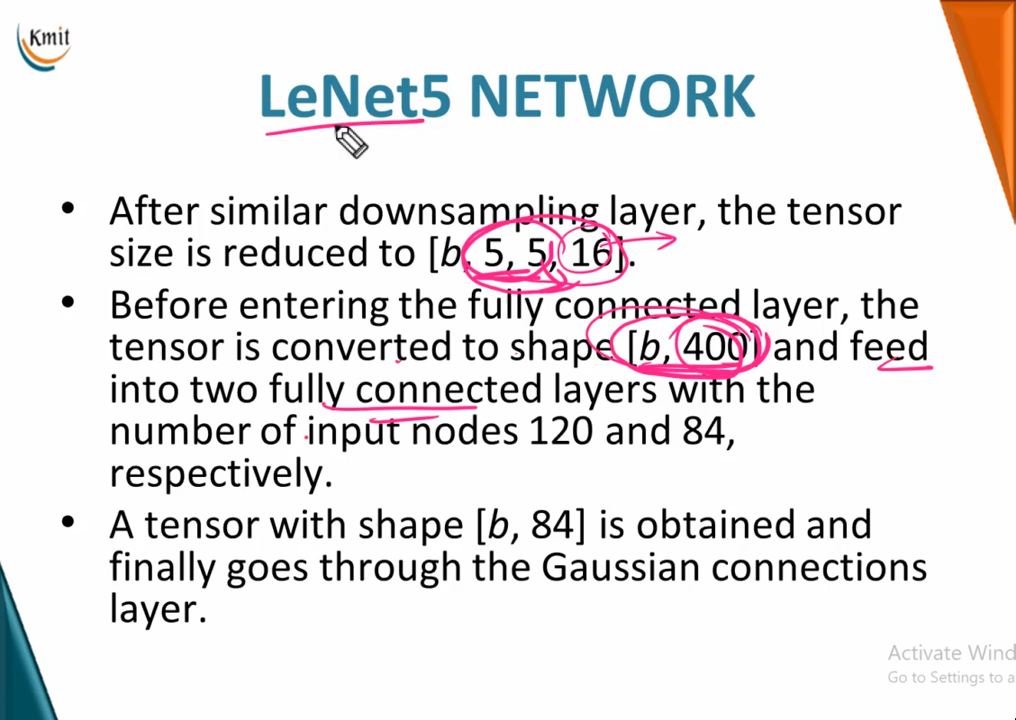 Kmit
LeNet5 NETWORK
• After similar downsampling layer, the tensor
size is reduced to [b, 5, 5, 16].
• Before entering the fully connected layer, the
tensor is converted to shape [b, 400] and feed
into two fully connected layers with the
number of input nodes 120 and 84,
respectively.
• A tensor with shape [b, 84] is obtained and
finally goes through the Gaussian connections
layer.
Activate Wind
Go to Settings to a